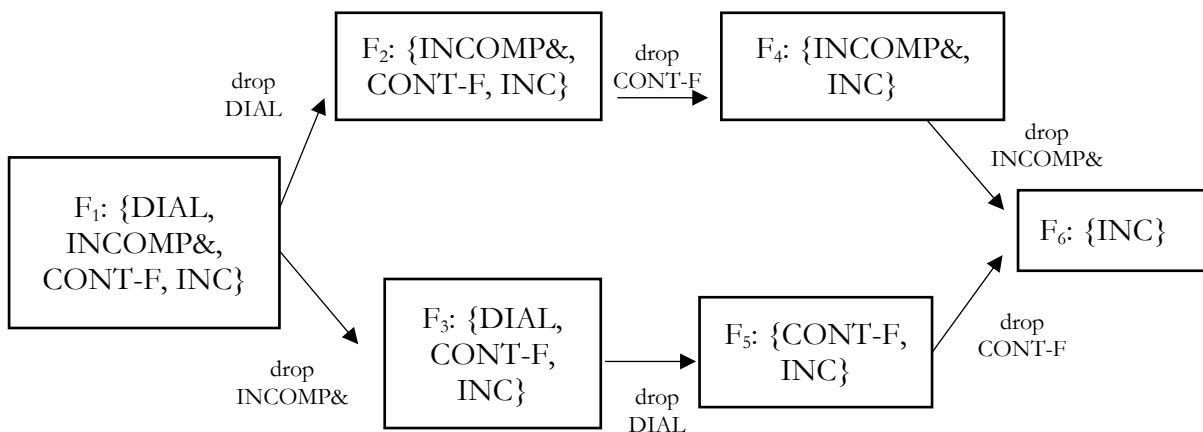 F₂: {INCOMP&,
CONT-F, INC}
F₄: {INCOMP&,
INC}
drop
DIAL
drop
CONT-F
drop
INCOMP&
F₁: {DIAL,
INCOMP&,
CONT-F, INC}
F₆: {INC}
F₃: {DIAL,
CONT-F,
INC}
F₅: {CONT-F,
INC}
drop
INCOMP&
drop
DIAL
drop
CONT-F